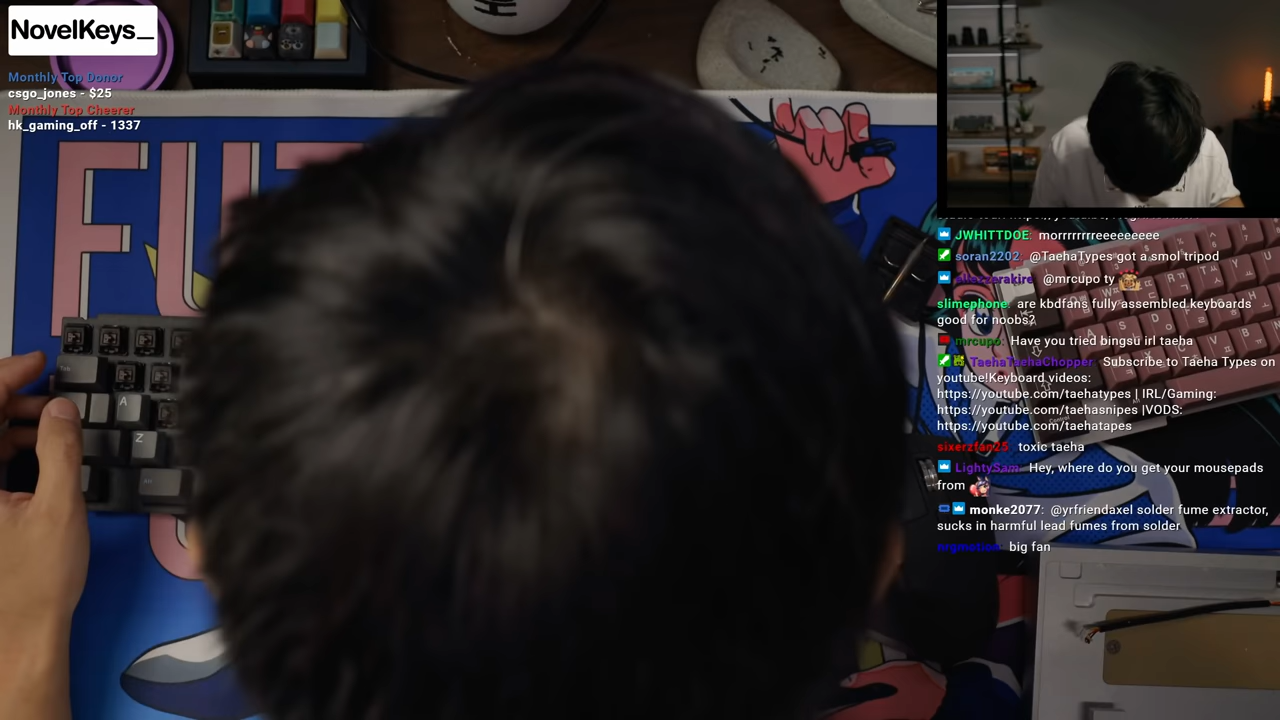 NovelKeys_
Monthly Top Donor
csgo_jones - $25
Monthly Top Cheerer
hk_gaming_off - 1337
FU
A
Z
JWHITTDOE: morrrrrrrreeeeeeeee
soran2202: @TaehaTypes got a smol tripod
@mrcupo ty
slimephone: are kbdfans fully assembled keyboards
good for noobs?
mrcupo: Have you tried bingsu irl taeha
TaehaTaehaChopper: Subscribe to Taeha Types on
youtube!Keyboard videos:
https://youtube.com/taehatypes | IRL/Gaming:
https://youtube.com/taehasnipes |VODS:
https://youtube.com/taehatapes
sixerzfan25: toxic taeha
LightySam: Hey, where do you get your mousepads
from
monke2077: @yrfriendaxel solder fume extractor,
sucks in harmful lead fumes from solder
nrgmotion: big fan